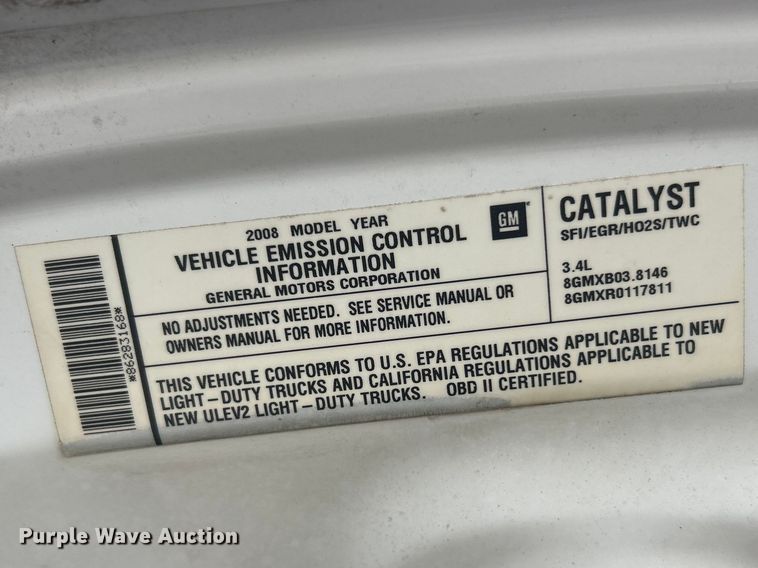 2008 MODEL YEAR
VEHICLE EMISSION CONTROL
INFORMATION
GENERAL MOTORS CORPORATION
GM
CATALYST
SFI/EGR/HO2S/TWC
3.4L
8GMXB03.8146
8GMXR0117811
NO ADJUSTMENTS NEEDED. SEE SERVICE MANUAL OR
OWNERS MANUAL FOR MORE INFORMATION.
THIS VEHICLE CONFORMS TO U.S. EPA REGULATIONS APPLICABLE TO NEW
LIGHT-DUTY TRUCKS AND CALIFORNIA REGULATIONS APPLICABLE TO
NEW ULEV2 LIGHT-DUTY TRUCKS. OBD II CERTIFIED.
*86283168*
Purple Wave Auction